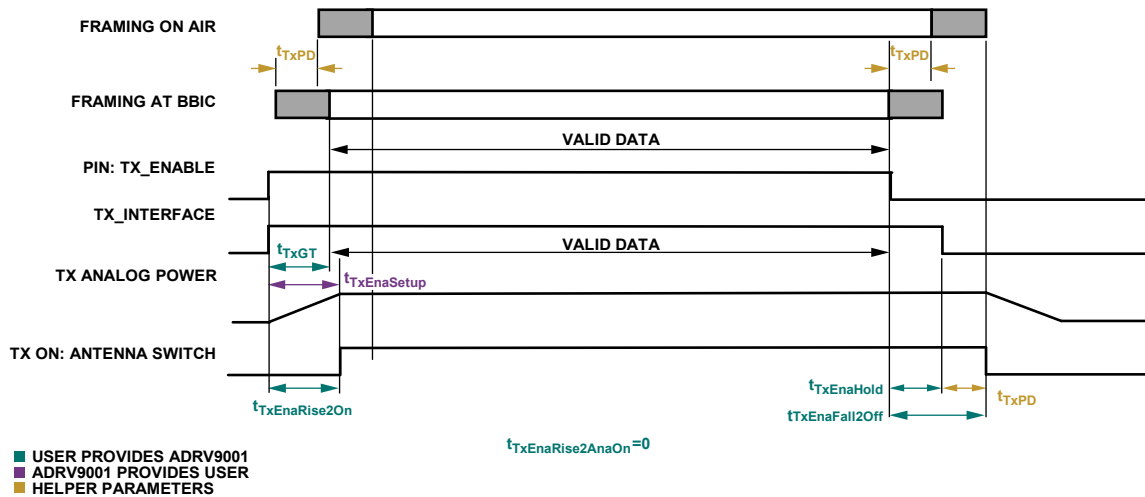 FRAMING ON AIR
tTxPD
tTxPD
FRAMING AT BBIC
VALID DATA
PIN: TX_ENABLE
TX_INTERFACE
tTxGT
VALID DATA
TX ANALOG POWER
tTxEnaSetup
TX ON: ANTENNA SWITCH
tTxEnaRise2On
tTxEnaHold
tTxPD
tTxEnaFall2Off
tTxEnaRise2AnaOn=0
USER PROVIDES ADRV9001
ADRV9001 PROVIDES USER
HELPER PARAMETERS